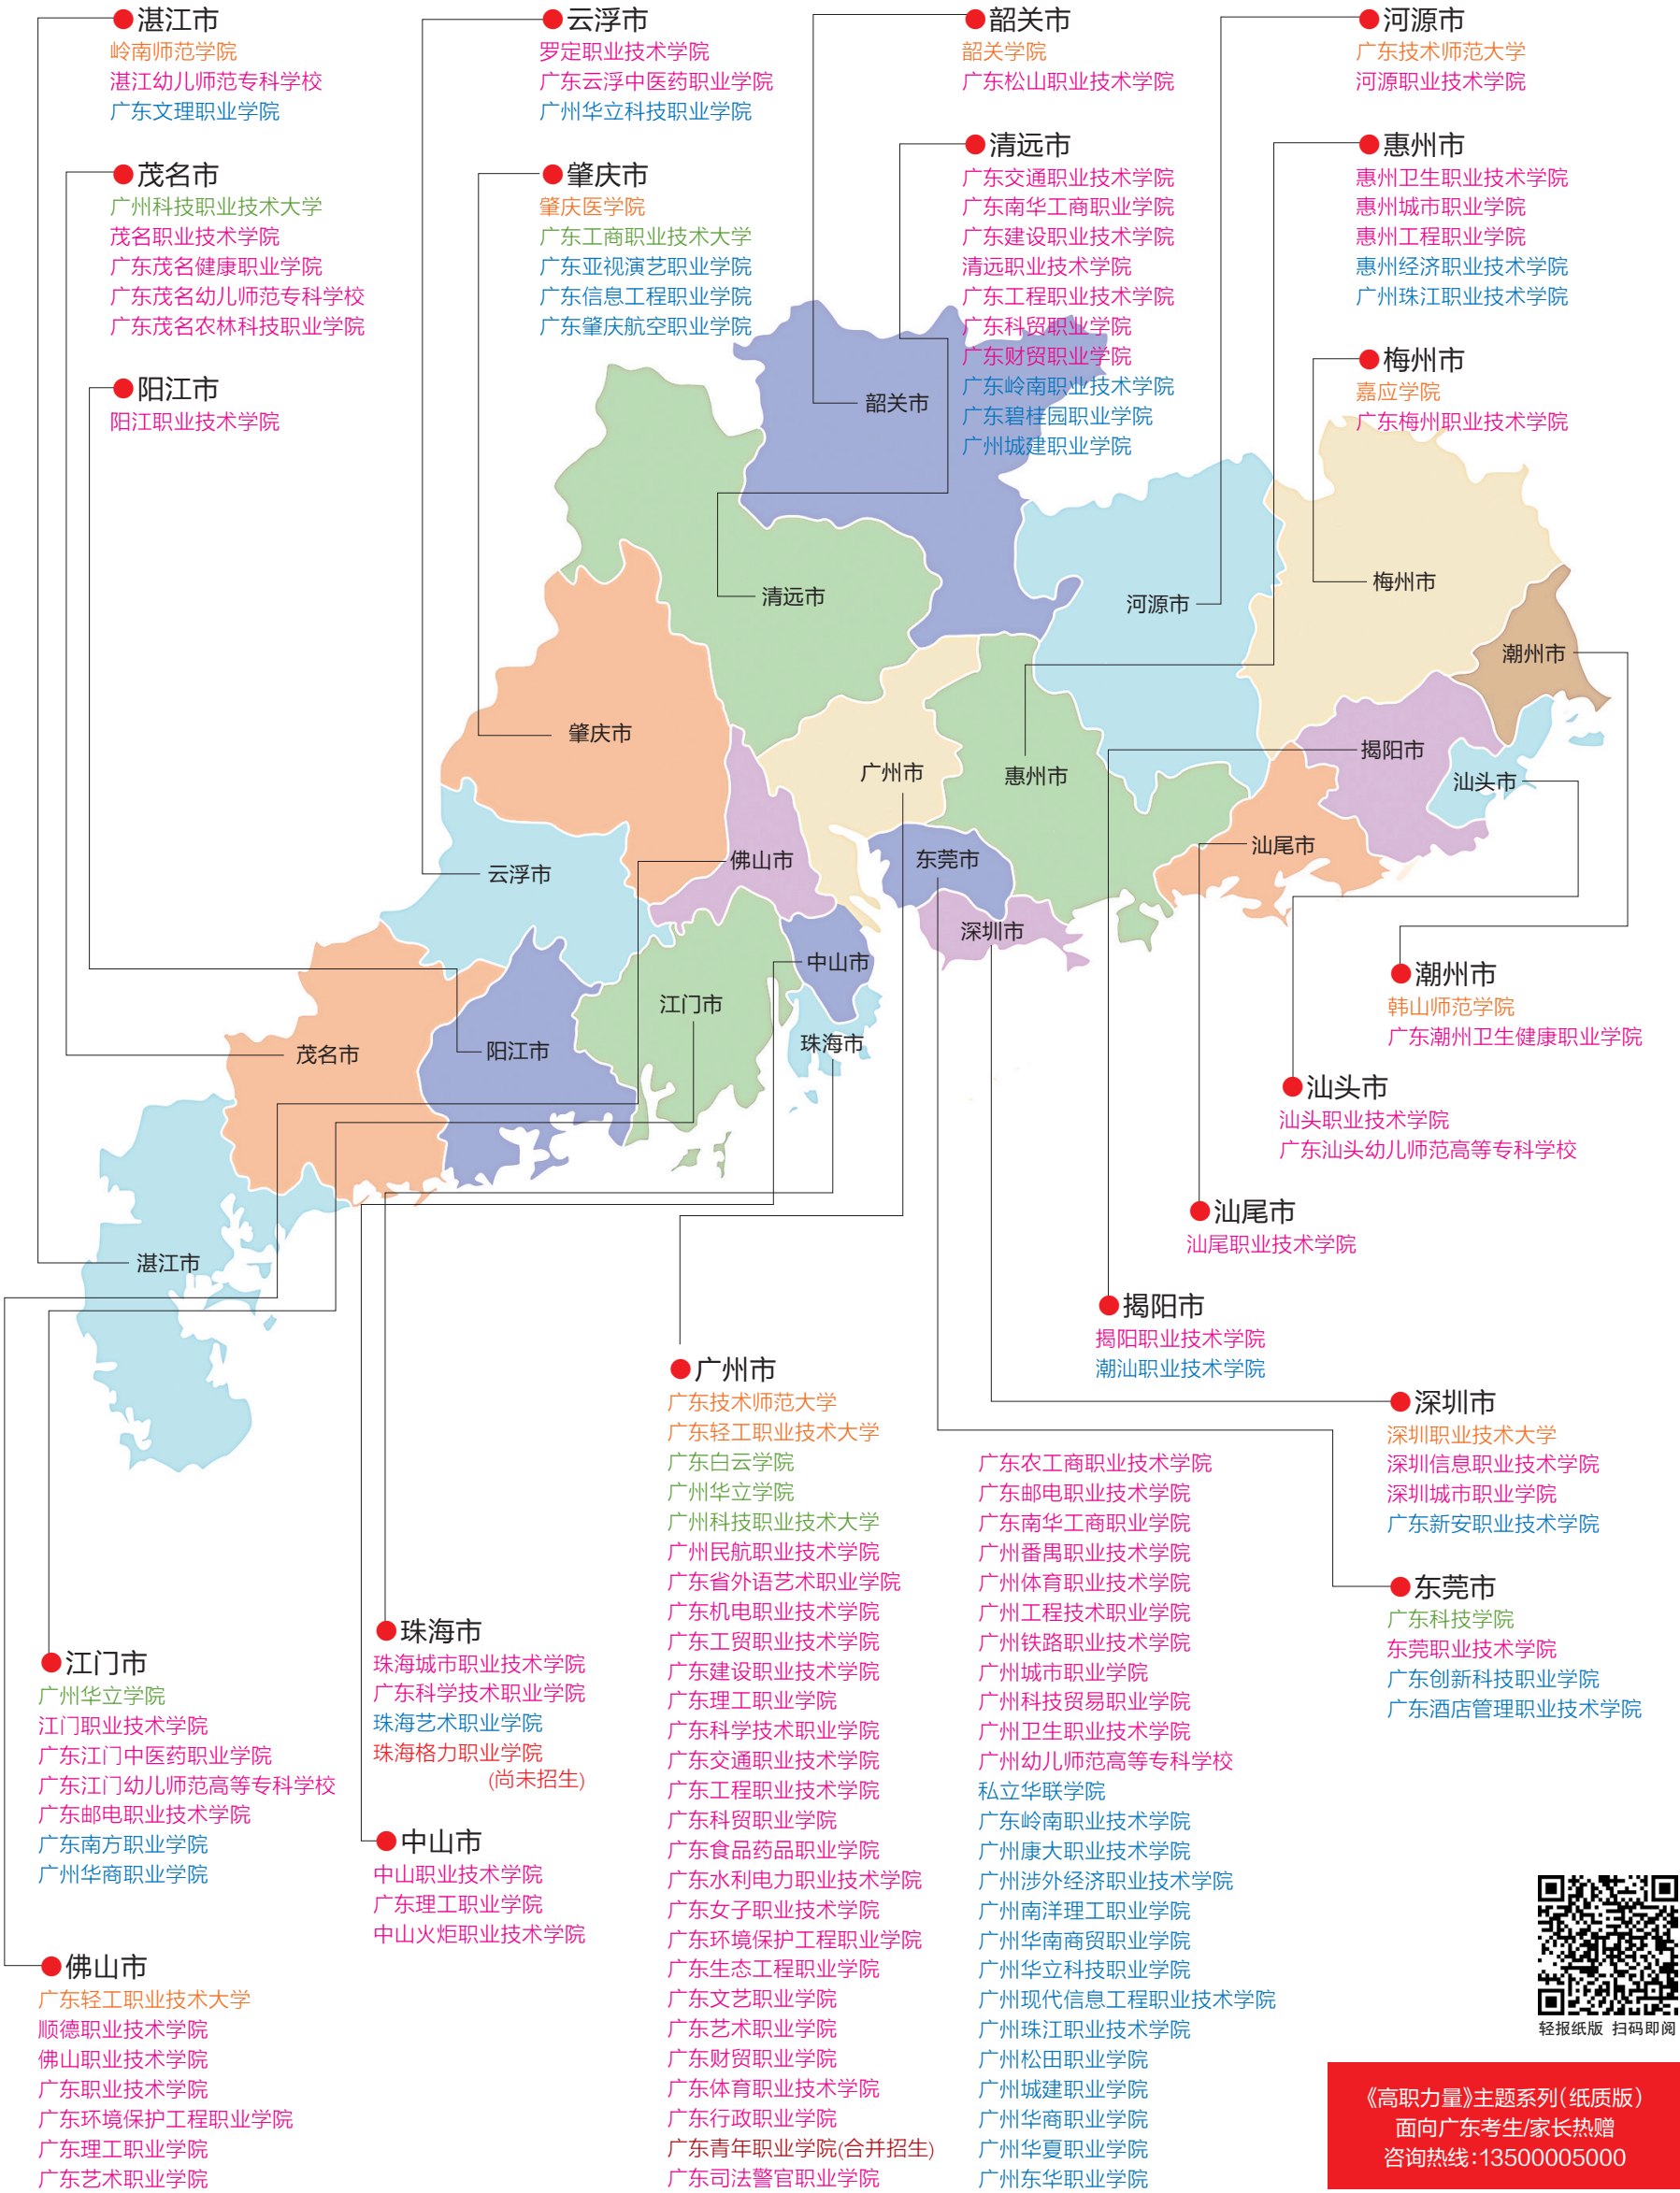 湛江市
岭南师范学院
湛江幼儿师范专科学校
广东文理职业学院
茂名市
广州科技职业技术大学
茂名职业技术学院
广东茂名健康职业学院
广东茂名幼儿师范专科学校
广东茂名农林科技职业学院
阳江市
阳江职业技术学院
云浮市
罗定职业技术学院
广东云浮中医药职业学院
广州华立科技职业学院
肇庆市
肇庆医学院
广东工商职业技术大学
广东亚视演艺职业学院
广东信息工程职业学院
广东肇庆航空职业学院
韶关市
韶关学院
广东松山职业技术学院
清远市
广东交通职业技术学院
广东南华工商职业学院
广东建设职业技术学院
清远职业技术学院
广东工程职业技术学院
广东科贸职业学院
广东财贸职业学院
广东岭南职业技术学院
广东碧桂园职业学院
广州城建职业学院
河源市
广东技术师范大学
河源职业技术学院
惠州市
惠州卫生职业技术学院
惠州城市职业学院
惠州工程职业学院
惠州经济职业技术学院
广州珠江职业技术学院
梅州市
嘉应学院
广东梅州职业技术学院
韶关市
清远市
河源市
梅州市
潮州市
肇庆市
广州市
惠州市
揭阳市
汕头市
云浮市
佛山市
东莞市
汕尾市
深圳市
中山市
江门市
珠海市
阳江市
茂名市
湛江市
潮州市
韩山师范学院
广东潮州卫生健康职业学院
汕头市
汕头职业技术学院
广东汕头幼儿师范高等专科学校
汕尾市
汕尾职业技术学院
揭阳市
揭阳职业技术学院
潮汕职业技术学院
深圳市
深圳职业技术大学
深圳信息职业技术学院
深圳城市职业学院
广东新安职业技术学院
东莞市
广东科技学院
东莞职业技术学院
广东创新科技职业学院
广东酒店管理职业技术学院
广州市
广东技术师范大学
广东轻工职业技术大学
广东白云学院
广州华立学院
广州科技职业技术大学
广州民航职业技术学院
广东省外语艺术职业学院
广东机电职业技术学院
广东工贸职业技术学院
广东建设职业技术学院
广东理工职业学院
广东科学技术职业学院
广东交通职业技术学院
广东工程职业技术学院
广东科贸职业学院
广东食品药品职业学院
广东水利电力职业技术学院
广东女子职业技术学院
广东环境保护工程职业学院
广东生态工程职业学院
广东文艺职业学院
广东艺术职业学院
广东财贸职业学院
广东体育职业技术学院
广东行政职业学院
广东青年职业学院(合并招生)
广东司法警官职业学院
广东农工商职业技术学院
广东邮电职业技术学院
广东南华工商职业学院
广州番禺职业技术学院
广州体育职业技术学院
广州工程技术职业学院
广州铁路职业技术学院
广州城市职业学院
广州科技贸易职业学院
广州卫生职业技术学院
广州幼儿师范高等专科学校
私立华联学院
广东岭南职业技术学院
广州康大职业技术学院
广州涉外经济职业技术学院
广州南洋理工职业学院
广州华南商贸职业学院
广州华立科技职业学院
广州现代信息工程职业技术学院
广州珠江职业技术学院
广州松田职业学院
广州城建职业学院
广州华商职业学院
广州华夏职业学院
广州东华职业学院
珠海市
珠海城市职业技术学院
广东科学技术职业学院
珠海艺术职业学院
珠海格力职业学院
(尚未招生)
中山市
中山职业技术学院
广东理工职业学院
中山火炬职业技术学院
江门市
广州华立学院
江门职业技术学院
广东江门中医药职业学院
广东江门幼儿师范高等专科学校
广东邮电职业技术学院
广东南方职业学院
广州华商职业学院
佛山市
广东轻工职业技术大学
顺德职业技术学院
佛山职业技术学院
广东职业技术学院
广东环境保护工程职业学院
广东理工职业学院
广东艺术职业学院
轻报纸版 扫码即阅
《高职力量》主题系列(纸质版)
面向广东考生/家长热赠
咨询热线:13500005000